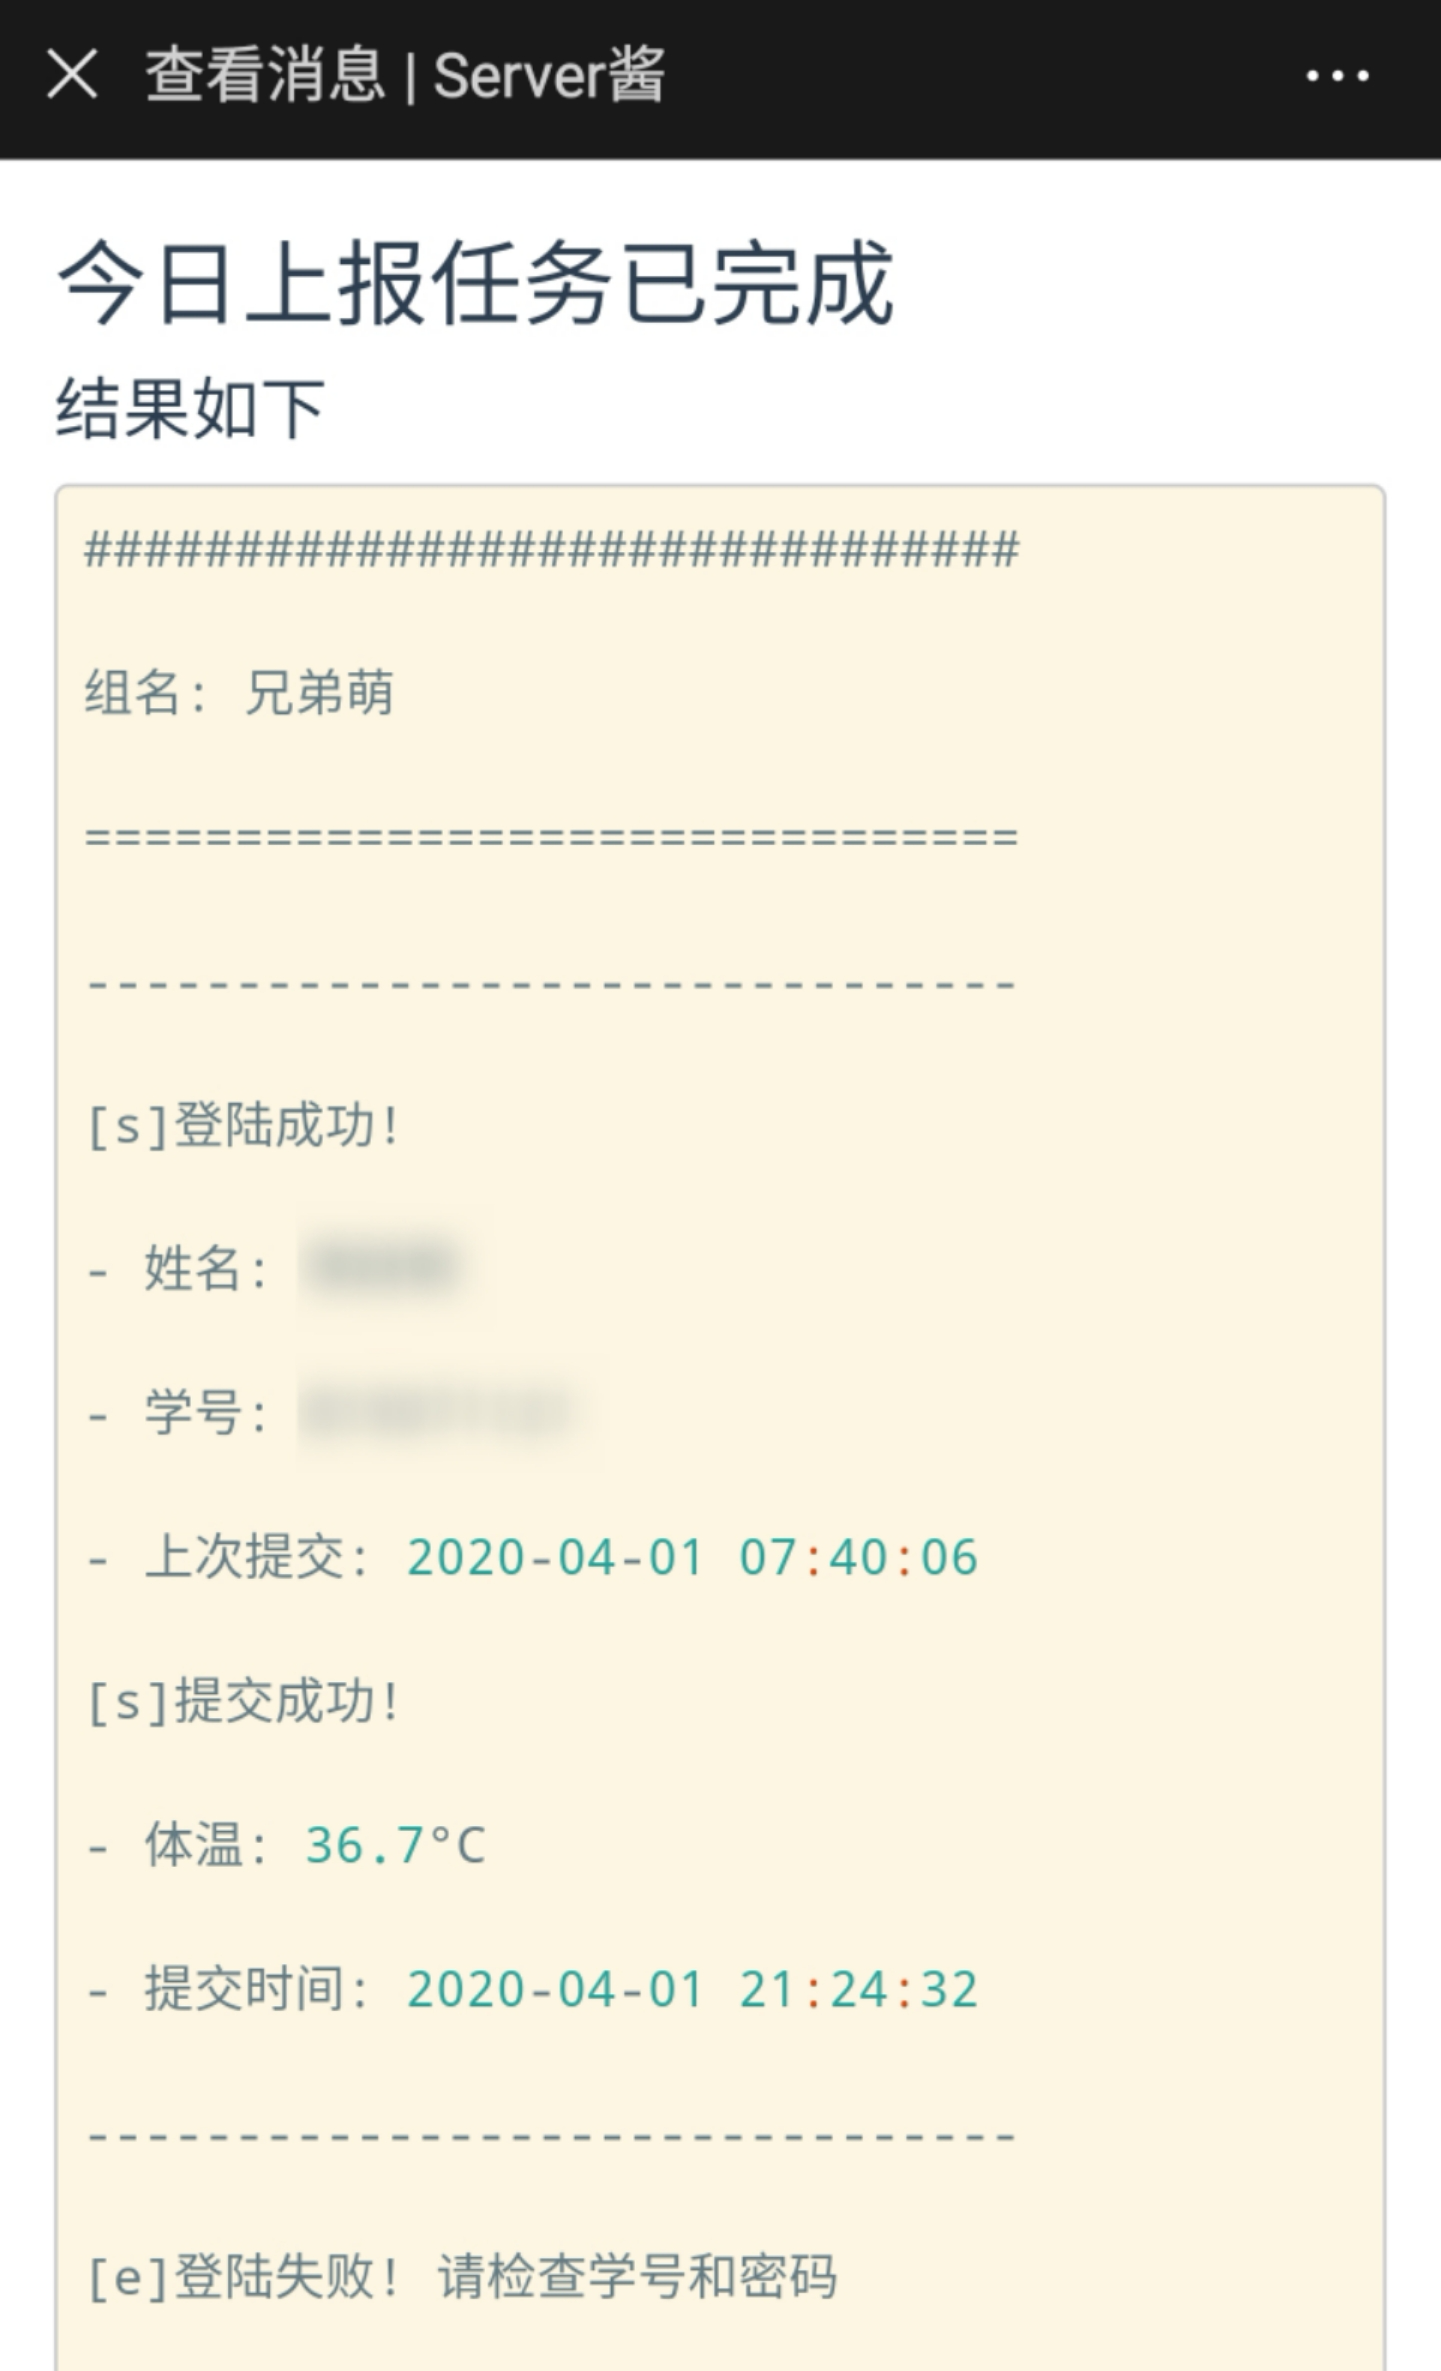 查看消息 | Server酱
今日上报任务已完成
结果如下
###############################
组名: 兄弟萌
===============================
-------------------------------
[s]登陆成功!
- 姓名:
- 学号:
- 上次提交: 2020-04-01 07:40:06
[s]提交成功!
- 体温: 36.7°C
- 提交时间: 2020-04-01 21:24:32
-------------------------------
[e]登陆失败! 请检查学号和密码